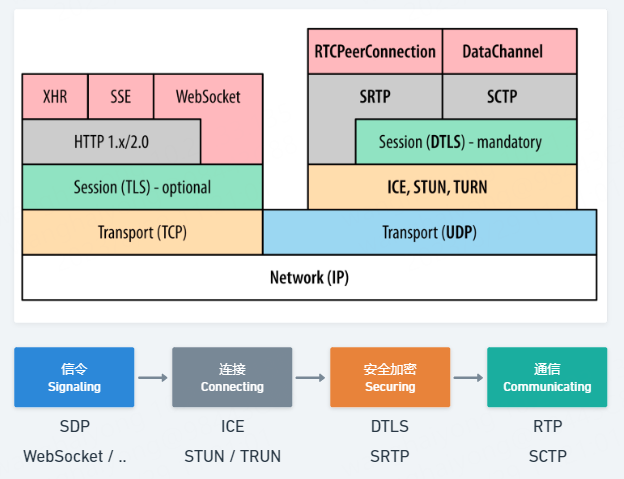 RTCPeerConnection DataChannel
XHR SSE WebSocket SRTP SCTP
HTTP 1.x/2.0 Session (DTLS) - mandatory
Session (TLS) - optional ICE, STUN, TURN
Transport (TCP) Transport (UDP)
Network (IP)
信令 连接 安全加密 通信
Signaling Connecting Securing Communicating
SDP ICE DTLS RTP
WebSocket / .. STUN / TRUN SRTP SCTP